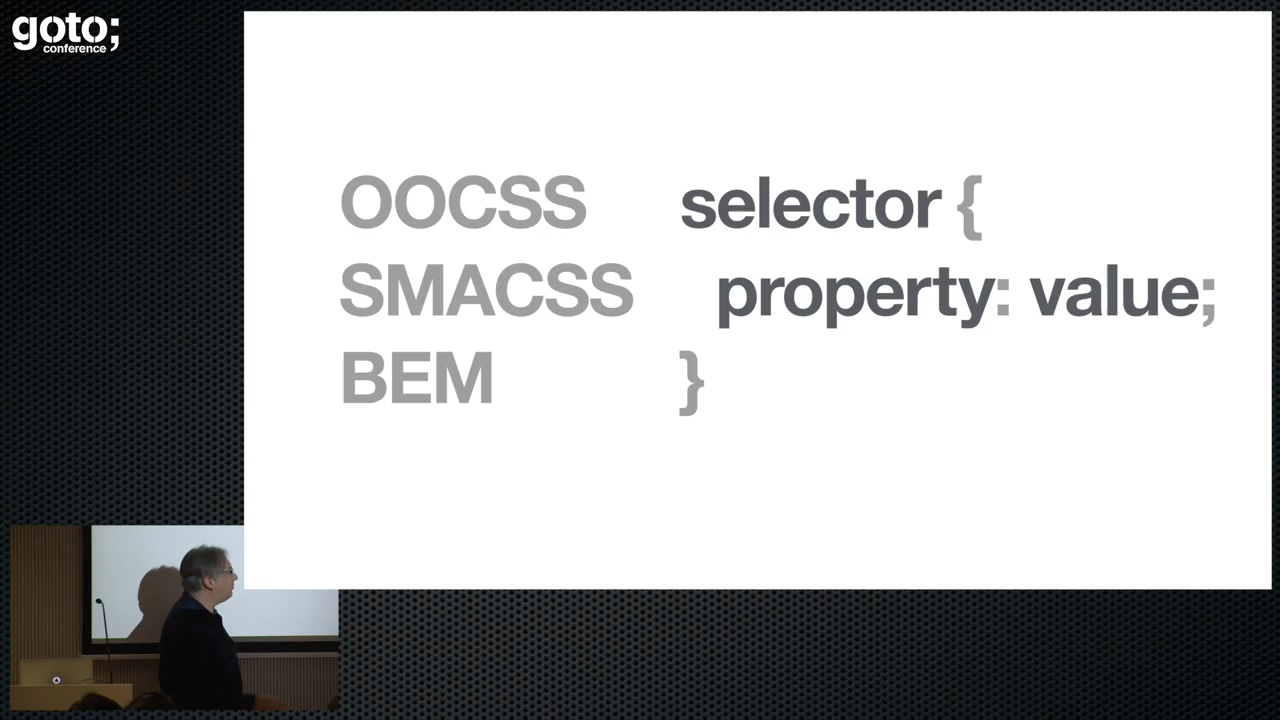 goto;
conference
OOCSS
SMACSS
BEM
selector {
property: value;
}